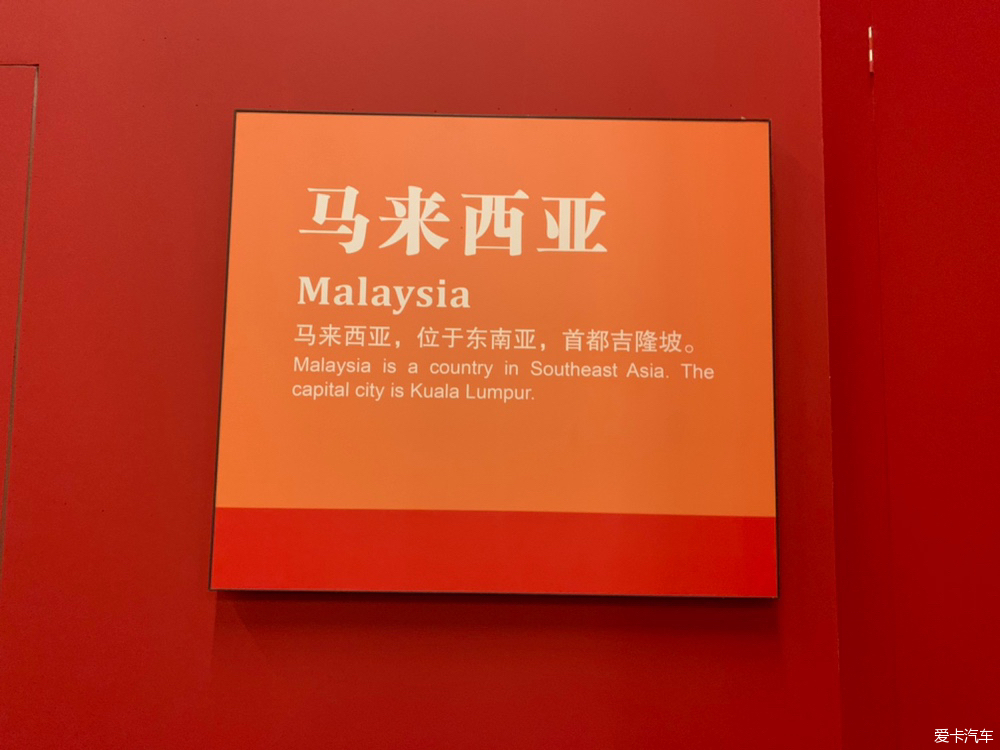 马来西亚
Malaysia
马来西亚，位于东南亚，首都吉隆坡。
Malaysia is a country in Southeast Asia. The
capital city is Kuala Lumpur.
爱卡汽车